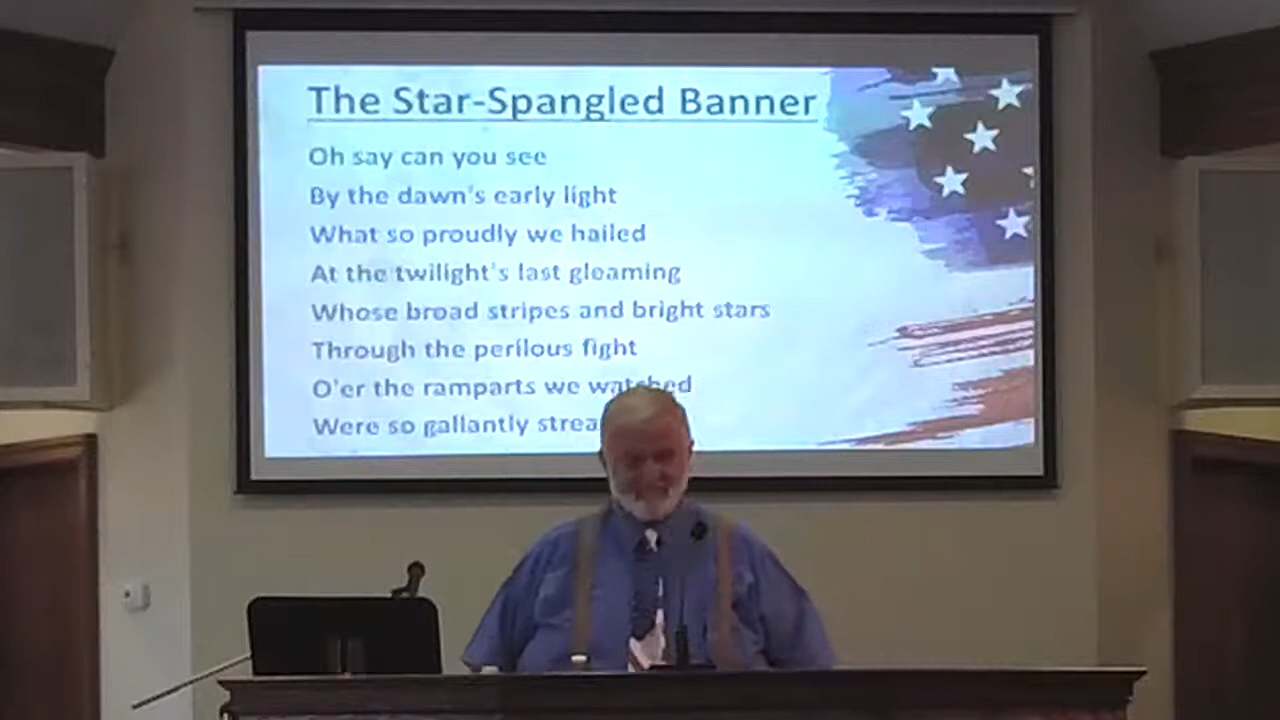 The Star-Spangled Banner
Oh say can you see
By the dawn's early light
What so proudly we hailed
At the twilight's last gleaming
Whose broad stripes and bright stars
Through the perilous fight
O'er the ramparts we watched
Were so gallantly strea